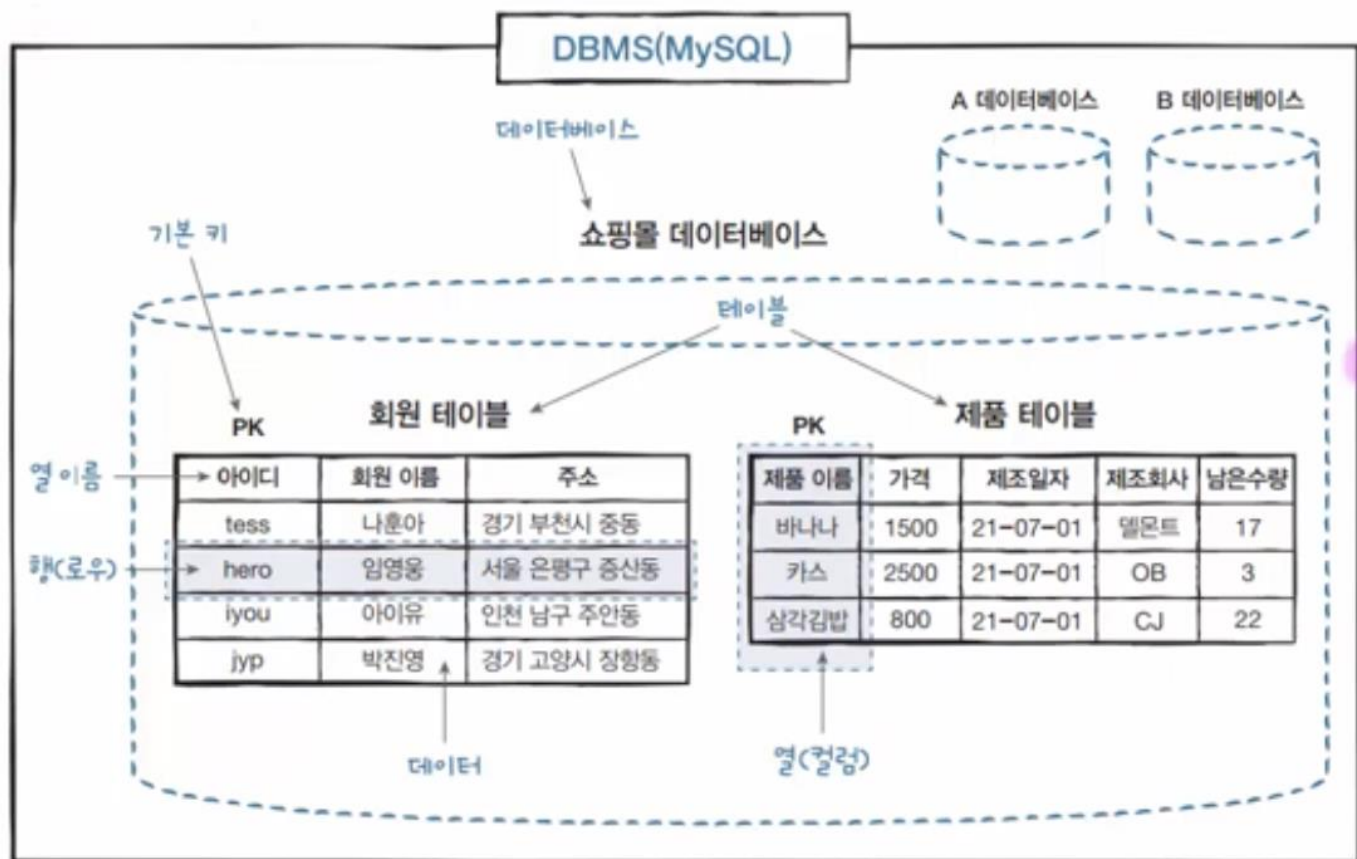 DBMS(MySQL)
A 데이터베이스 B 데이터베이스
데이터베이스
기본 키
쇼핑몰 데이터베이스
테이블
PK 회원 테이블
PK 제품 테이블
열 이름
아이디 회원 이름 주소
tess 나훈아 경기 부천시 중동
행(로우)
hero 임영웅 서울 은평구 증산동
iyou 아이유 인천 남구 주안동
jyp 박진영 경기 고양시 장항동
제품 이름 가격 제조일자 제조회사 남은수량
바나나 1500 21-07-01 델몬트 17
카스 2500 21-07-01 OB 3
삼각김밥 800 21-07-01 CJ 22
데이터
열(컬럼)